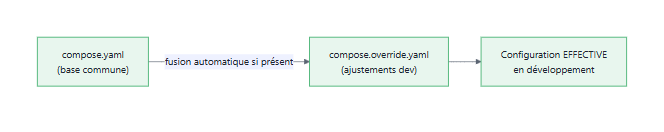 compose.yaml
(base commune)
fusion automatique si présent
compose.override.yaml
(ajustements dev)
Configuration EFFECTIVE
en développement